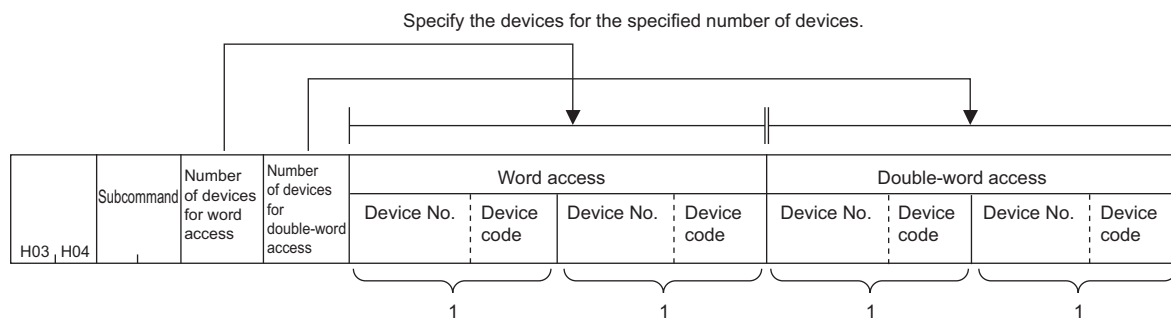 Specify the devices for the specified number of devices.
H03 H04
Subcommand
Number
of devices
for word
access
Number
of devices
for
double-word
access
Word access
Double-word access
Device No.
Device
code
Device No.
Device
code
Device No.
Device
code
Device No.
Device
code
1
1
1
1